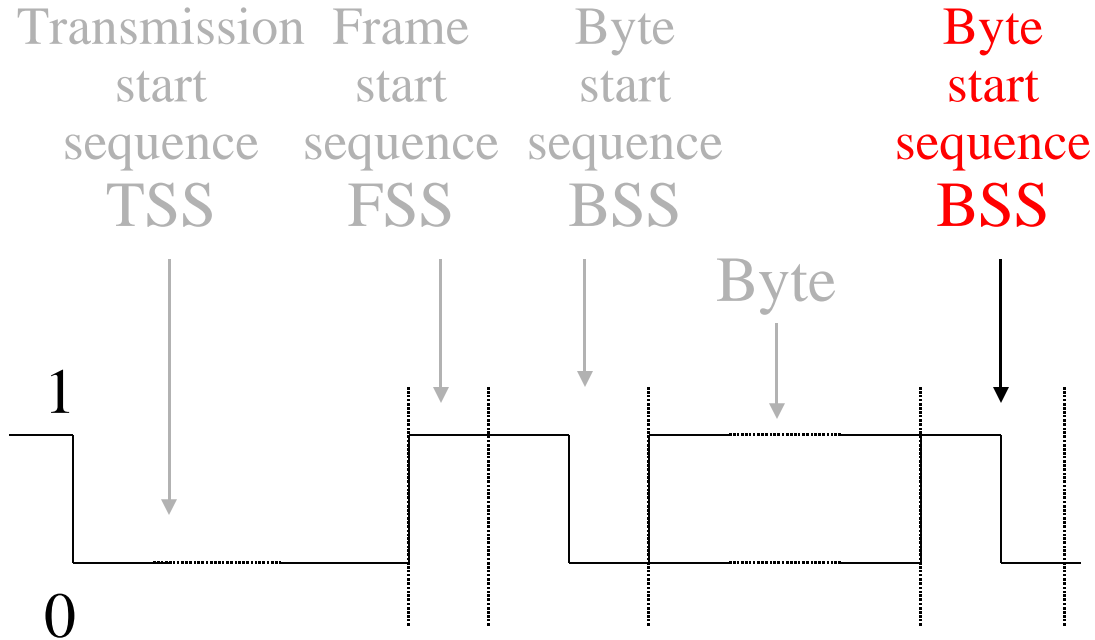 Transmission
start
sequence
TSS
Frame
start
sequence
FSS
Byte
start
sequence
BSS
Byte
Byte
start
sequence
BSS
1
0